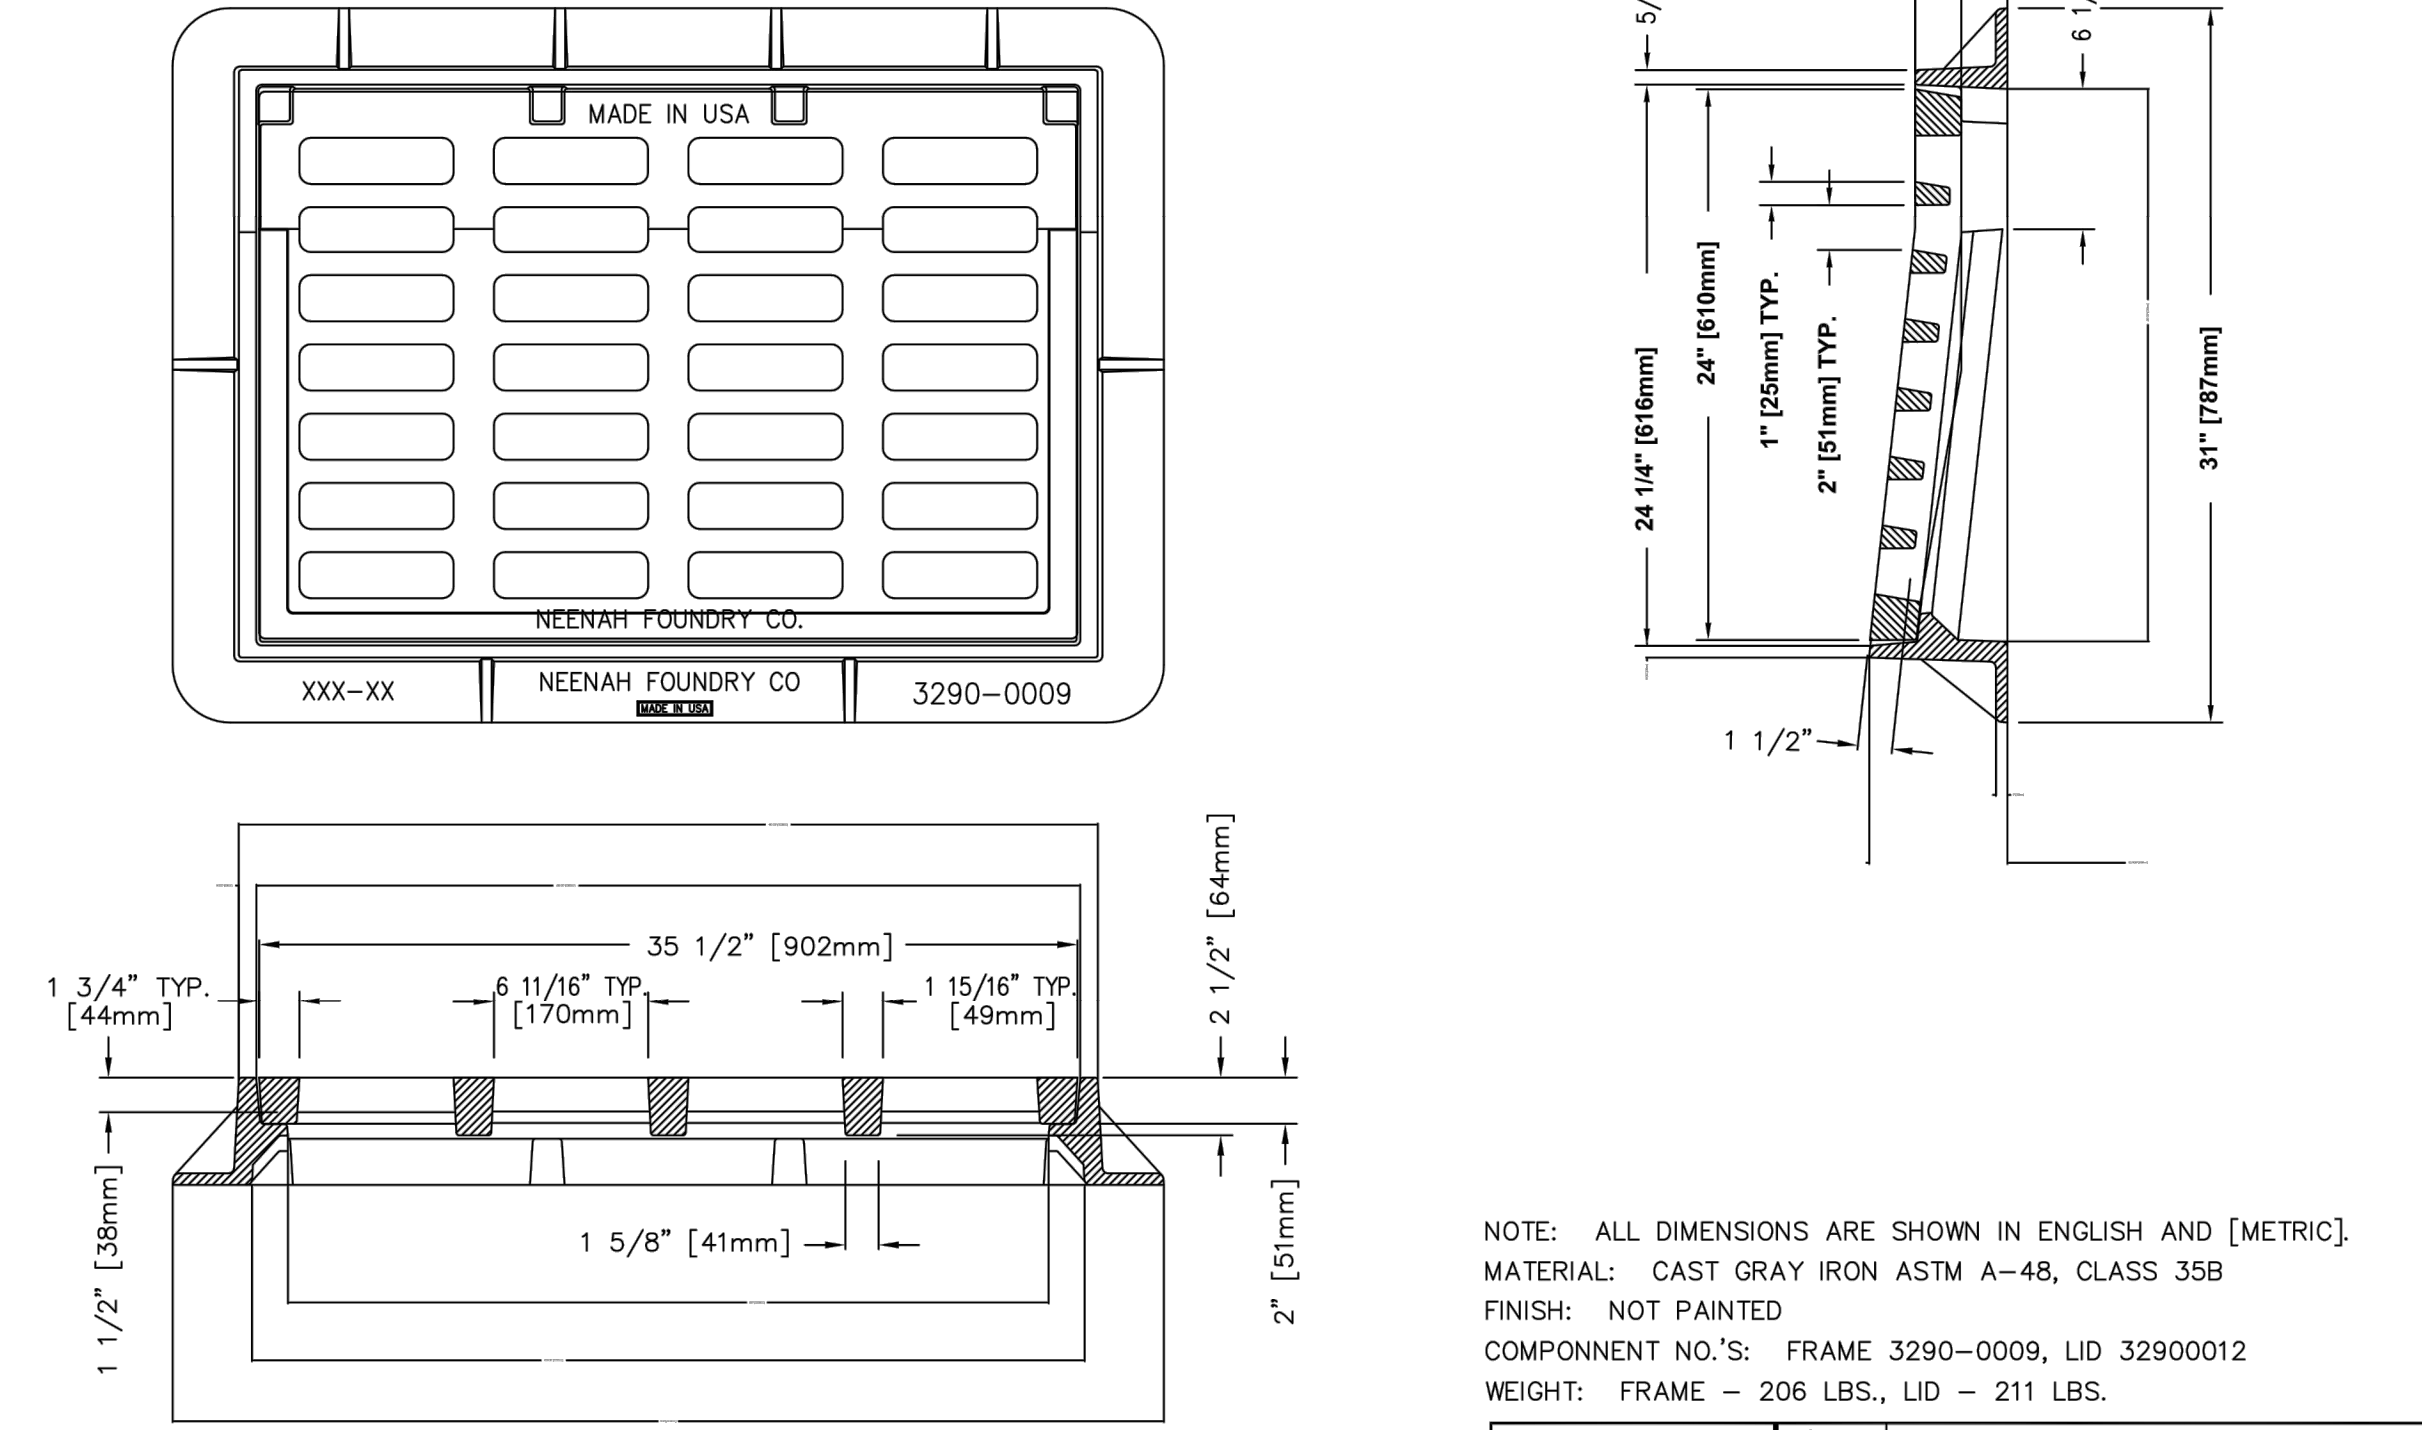 MADE IN USA
NEENAH FOUNDRY CO.
XXX-XX
NEENAH FOUNDRY CO
3290-0009
MADE IN USA
5/
6 1/
24 1/4" [616mm]
24" [610mm]
1" [25mm] TYP.
2" [51mm] TYP.
31" [787mm]
1 1/2"
35 1/2" [902mm]
1 3/4" TYP.
[44mm]
6 11/16" TYP.
[170mm]
1 15/16" TYP.
[49mm]
2 1/2" [64mm]
1 1/2" [38mm]
1 5/8" [41mm]
2" [51mm]
NOTE: ALL DIMENSIONS ARE SHOWN IN ENGLISH AND [METRIC].
MATERIAL: CAST GRAY IRON ASTM A-48, CLASS 35B
FINISH: NOT PAINTED
COMPONNENT NO.'S: FRAME 3290-0009, LID 32900012
WEIGHT: FRAME - 206 LBS., LID - 211 LBS.